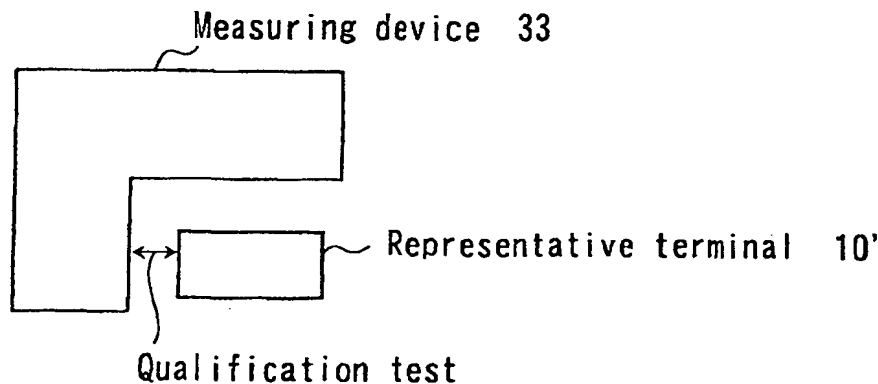 Measuring device 33
Representative terminal 10'
Qualification test